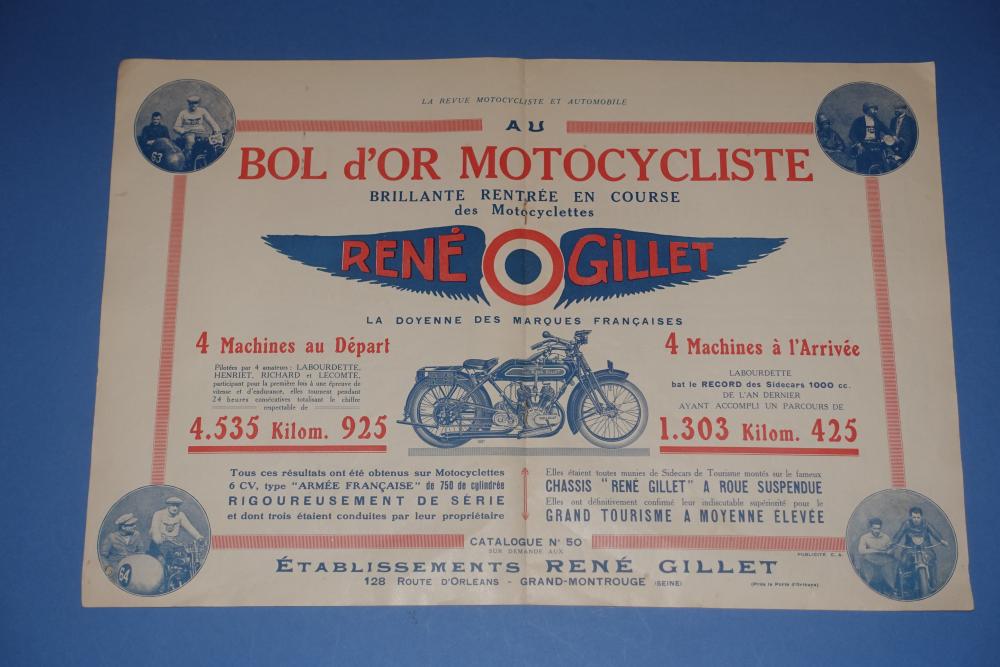 LA REVUE MOTOCYCLISTE ET AUTOMOBILE
AU
BOL d'OR MOTOCYCLISTE
BRILLANTE RENTRÉE EN COURSE
des Motocyclettes
RENÉ GILLET
LA DOYENNE DES MARQUES FRANÇAISES
4 Machines au Départ
Pilotées par 4 amateurs : LABOURDETTE,
HENRIET, RICHARD et LECOMTE,
participant pour la première fois à une épreuve de
vitesse et d'endurance, elles tournent pendant
24 heures consécutives totalisant le chiffre
respectable de
4.535 Kilom. 925
4 Machines à l'Arrivée
LABOURDETTE
bat le RECORD des Sidecars 1000 cc.
DE L'AN DERNIER
AYANT ACCOMPLI UN PARCOURS DE
1.303 Kilom. 425
Tous ces résultats ont été obtenus sur Motocyclettes
6 CV, type "ARMÉE FRANÇAISE" de 750 de cylindrée
RIGOUREUSEMENT DE SÉRIE
et dont trois étaient conduites par leur propriétaire
Elles étaient toutes munies de Sidecars de Tourisme montés sur le fameux
CHASSIS "RENÉ GILLET" A ROUE SUSPENDUE
Elles ont définitivement confirmé leur indiscutable supériorité pour le
GRAND TOURISME A MOYENNE ÉLEVÉE
CATALOGUE N° 50
SUR DEMANDE AUX
PUBLICITÉ C. A.
ÉTABLISSEMENTS RENÉ GILLET
128 ROUTE D'ORLÉANS - GRAND-MONTROUGE (SEINE)
(Près la Porte d'Orléans)
63
64